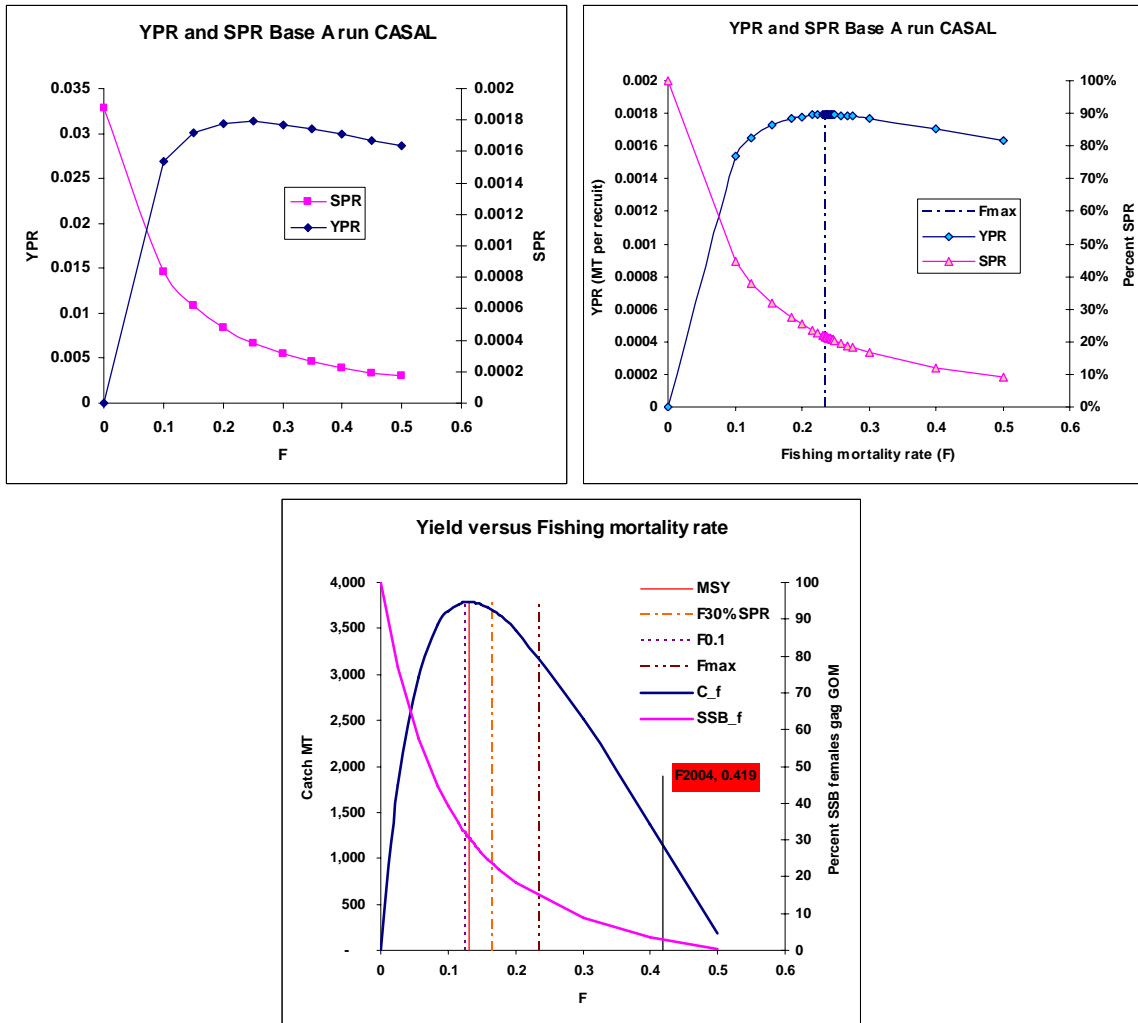 YPR and SPR Base A run CASAL
0.035
0.03
0.025
0.02
0.015
0.01
0.005
0
YPR
0.002
0.0018
0.0016
0.0014
0.0012
0.001
0.0008
0.0006
0.0004
0.0002
0
SPR
SPR
YPR
0 0.1 0.2 0.3 0.4 0.5 0.6
F
YPR and SPR Base A run CASAL
0.002
0.0018
0.0016
0.0014
0.0012
0.001
0.0008
0.0006
0.0004
0.0002
0
YPR (MT per recruit)
100%
90%
80%
70%
60%
50%
40%
30%
20%
10%
0%
Percent SPR
Fmax
YPR
SPR
0 0.1 0.2 0.3 0.4 0.5 0.6
Fishing mortality rate (F)
Yield versus Fishing mortality rate
4,000
3,500
3,000
2,500
2,000
1,500
1,000
500
-
Catch MT
100
90
80
70
60
50
40
30
20
10
0
Percent SSB females gag GOM
MSY
F30%SPR
F0.1
Fmax
C_f
SSB_f
F2004, 0.419
0 0.1 0.2 0.3 0.4 0.5 0.6
F